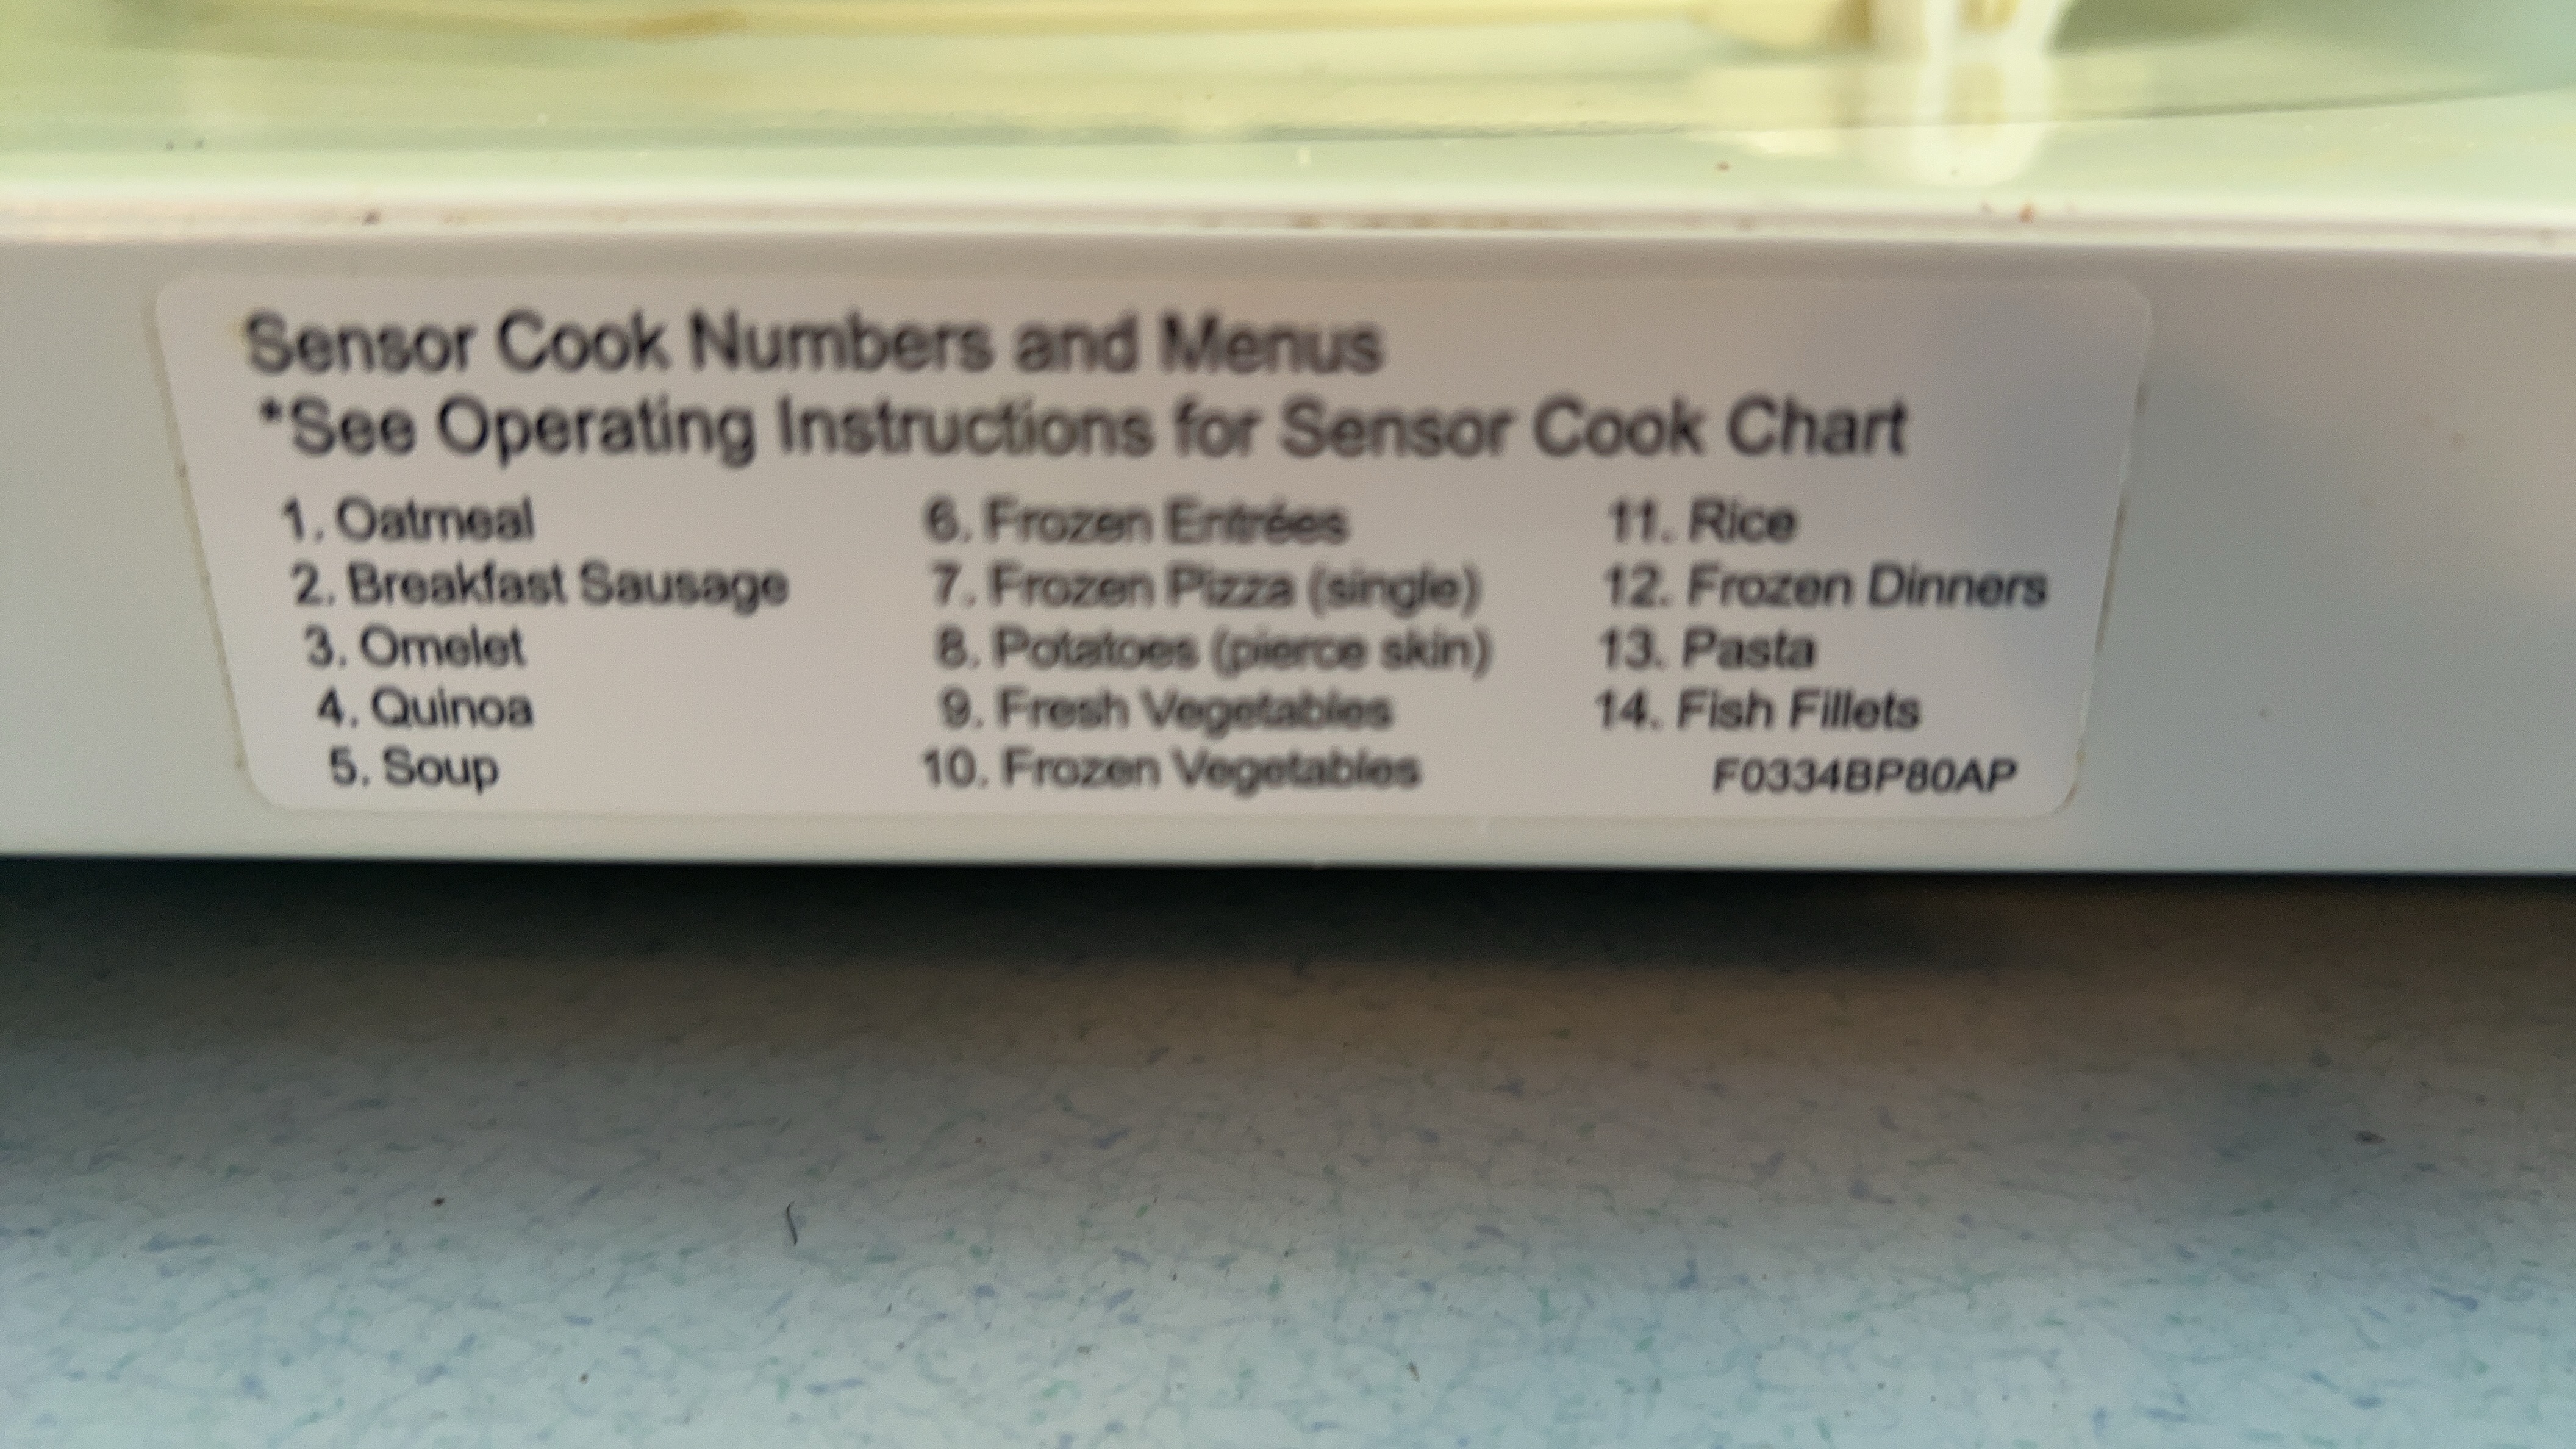 Sensor Cook Numbers and Menus
*See Operating Instructions for Sensor Cook Chart
1. Oatmeal
2. Breakfast Sausage
3. Omelet
4. Quinoa
5. Soup
6. Frozen Entrées
7. Frozen Pizza (single)
8. Potatoes (pierce skin)
9. Fresh Vegetables
10. Frozen Vegetables
11. Rice
12. Frozen Dinners
13. Pasta
14. Fish Fillets
F0334BP80AP